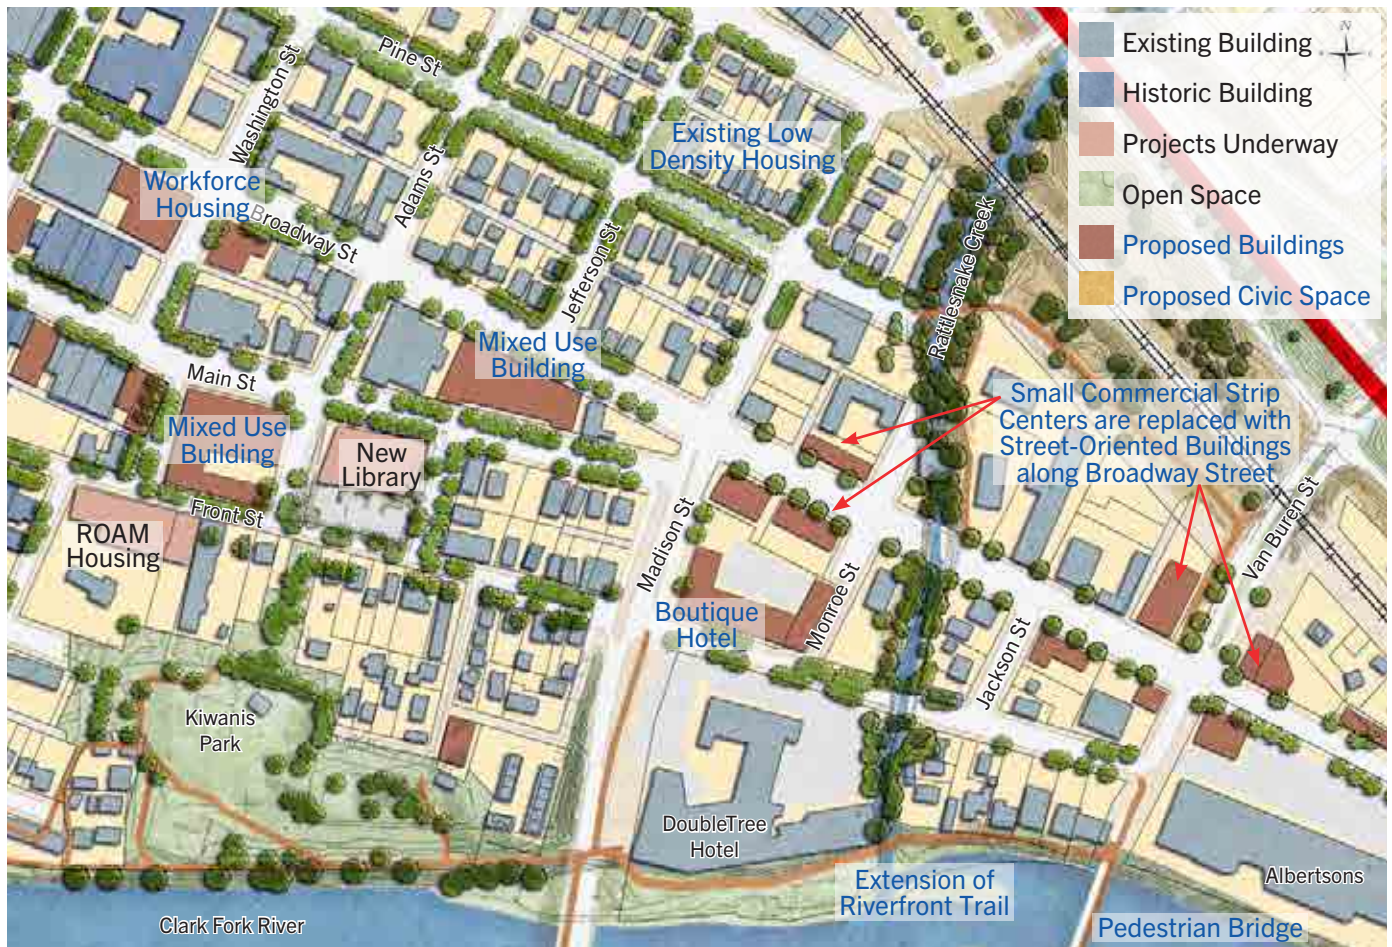 N
Existing Building
Historic Building
Projects Underway
Open Space
Proposed Buildings
Proposed Civic Space
Pine St
Washington St
Existing Low
Density Housing
Adams St
Workforce
Housing
Broadway St
Jefferson St
Rattlesnake Creek
Mixed Use
Building
Main St
Small Commercial Strip
Centers are replaced with
Street-Oriented Buildings
along Broadway Street
Mixed Use
Building
New
Library
Front St
ROAM
Housing
Madison St
Van Buren St
Monroe St
Boutique
Hotel
Jackson St
Kiwanis
Park
DoubleTree
Hotel
Albertsons
Extension of
Riverfront Trail
Clark Fork River
Pedestrian Bridge